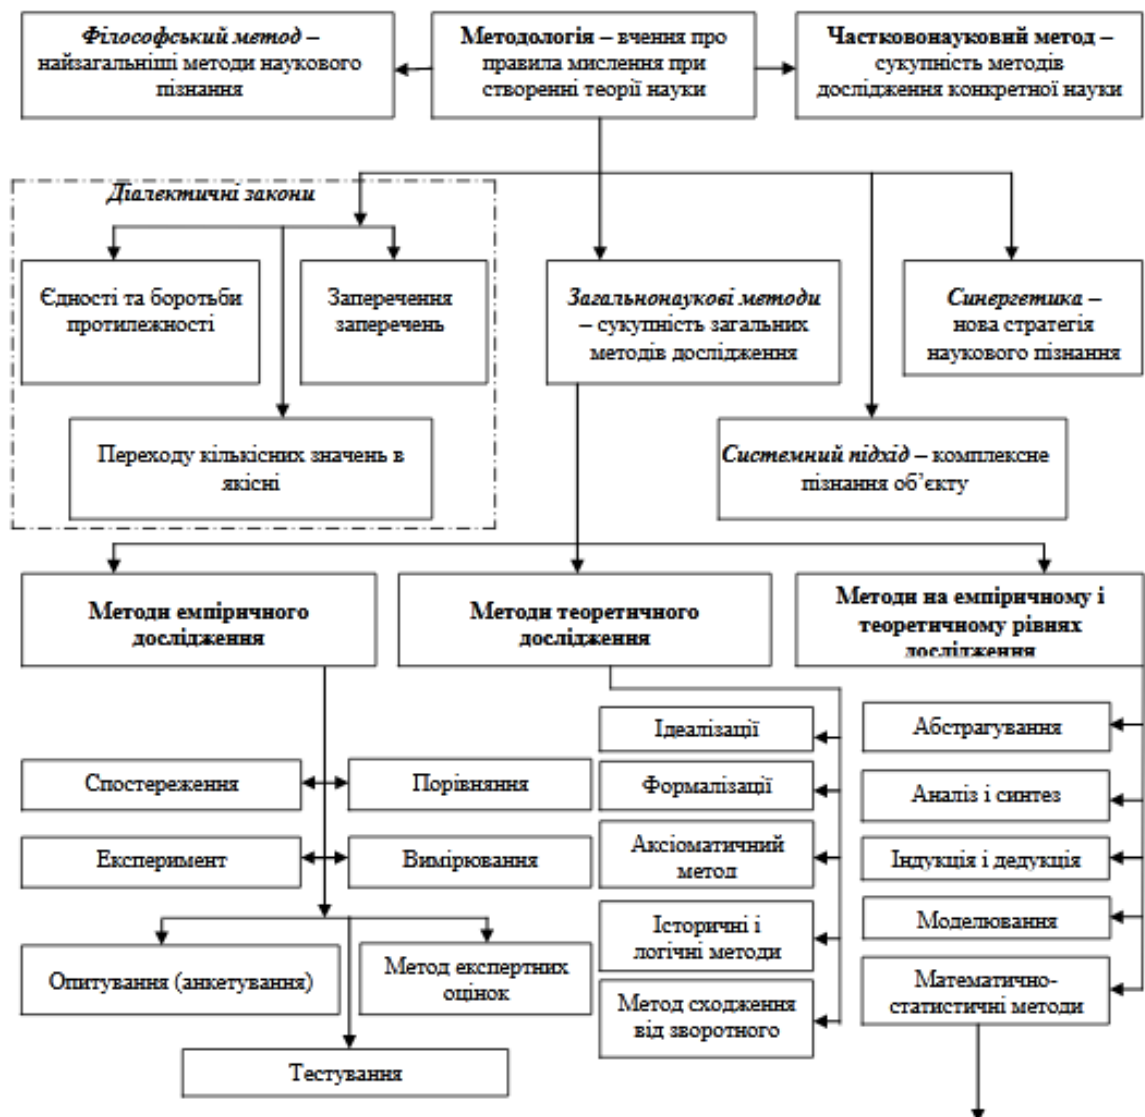 Філософський метод –
найзагальніші методи наукового
пізнання
Методологія – вчення про
правила мислення при
створенні теорії науки
Частковонауковий метод –
сукупність методів
дослідження конкретної науки
Діалектичні закони
Єдності та боротьби
протилежності
Заперечення
заперечень
Загальнонаукові методи
– сукупність загальних
методів дослідження
Синергетика –
нова стратегія
наукового пізнання
Переходу кількісних значень в
якісні
Системний підхід – комплексне
пізнання об’єкту
Методи емпіричного
дослідження
Методи теоретичного
дослідження
Методи на емпіричному і
теоретичному рівнях
дослідження
Спостереження
Порівняння
Експеримент
Вимірювання
Опитування (анкетування)
Метод експертних
оцінок
Тестування
Ідеалізації
Формалізації
Аксіоматичний
метод
Історичні і
логічні методи
Метод сходження
від зворотного
Абстрагування
Аналіз і синтез
Індукція і дедукція
Моделювання
Математично-
статистичні методи